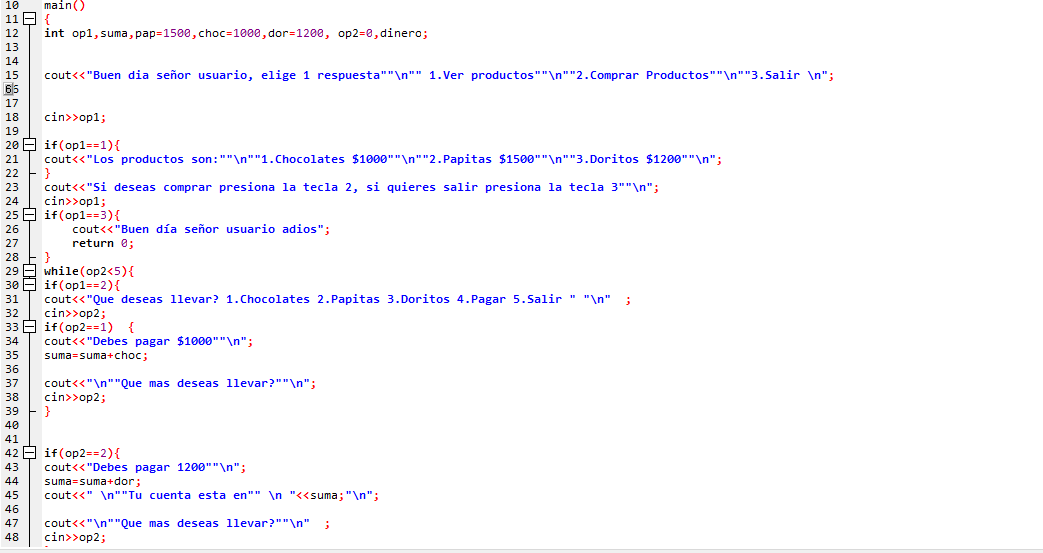 10 main()
11 {
12 int op1,suma,pap=1500,choc=1000,dor=1200, op2=0,dinero;
13
14
15 cout<<"Buen dia señor usuario, elige 1 respuesta""\n"" 1.Ver productos""\n""2.Comprar Productos""\n""3.Salir \n";
66
17
18 cin>>op1;
19
20 if(op1==1){
21 cout<<"Los productos son:""\n""1.Chocolates $1000""\n""2.Papitas $1500""\n""3.Doritos $1200""\n";
22 }
23 cout<<"Si deseas comprar presiona la tecla 2, si quieres salir presiona la tecla 3""\n";
24 cin>>op1;
25 if(op1==3){
26 cout<<"Buen día señor usuario adios";
27 return 0;
28 }
29 while(op2<5){
30 if(op1==2){
31 cout<<"Que deseas llevar? 1.Chocolates 2.Papitas 3.Doritos 4.Pagar 5.Salir " "\n" ;
32 cin>>op2;
33 if(op2==1) {
34 cout<<"Debes pagar $1000""\n";
35 suma=suma+choc;
36
37 cout<<"\n""Que mas deseas llevar?""\n";
38 cin>>op2;
39 }
40
41
42 if(op2==2){
43 cout<<"Debes pagar 1200""\n";
44 suma=suma+dor;
45 cout<<" \n""Tu cuenta esta en"" \n "<<suma;"\n";
46
47 cout<<"\n""Que mas deseas llevar?""\n" ;
48 cin>>op2;